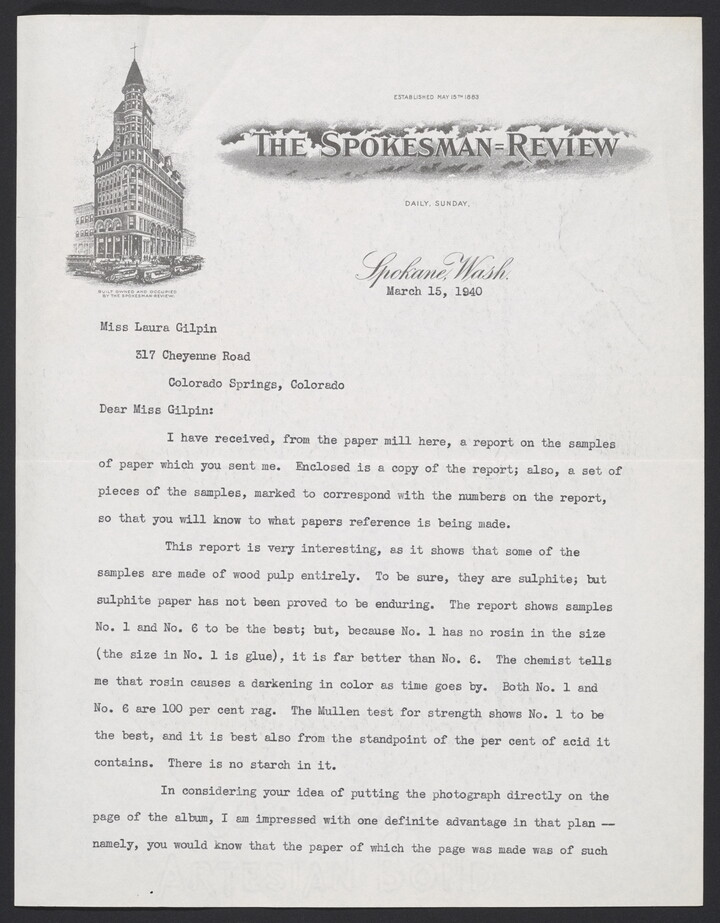 ESTABLISHED MAY 15TH 1883
THE SPOKESMAN=REVIEW
DAILY, SUNDAY,
BUILT OWNED AND OCCUPIED
BY THE SPOKESMAN-REVIEW.
Spokane, Wash.
March 15, 1940
Miss Laura Gilpin
317 Cheyenne Road
Colorado Springs, Colorado
Dear Miss Gilpin:
I have received, from the paper mill here, a report on the samples
of paper which you sent me. Enclosed is a copy of the report; also, a set of
pieces of the samples, marked to correspond with the numbers on the report,
so that you will know to what papers reference is being made.
This report is very interesting, as it shows that some of the
samples are made of wood pulp entirely. To be sure, they are sulphite; but
sulphite paper has not been proved to be enduring. The report shows samples
No. 1 and No. 6 to be the best; but, because No. 1 has no rosin in the size
(the size in No. 1 is glue), it is far better than No. 6. The chemist tells
me that rosin causes a darkening in color as time goes by. Both No. 1 and
No. 6 are 100 per cent rag. The Mullen test for strength shows No. 1 to be
the best, and it is best also from the standpoint of the per cent of acid it
contains. There is no starch in it.
In considering your idea of putting the photograph directly on the
page of the album, I am impressed with one definite advantage in that plan —
namely, you would know that the paper of which the page was made was of such